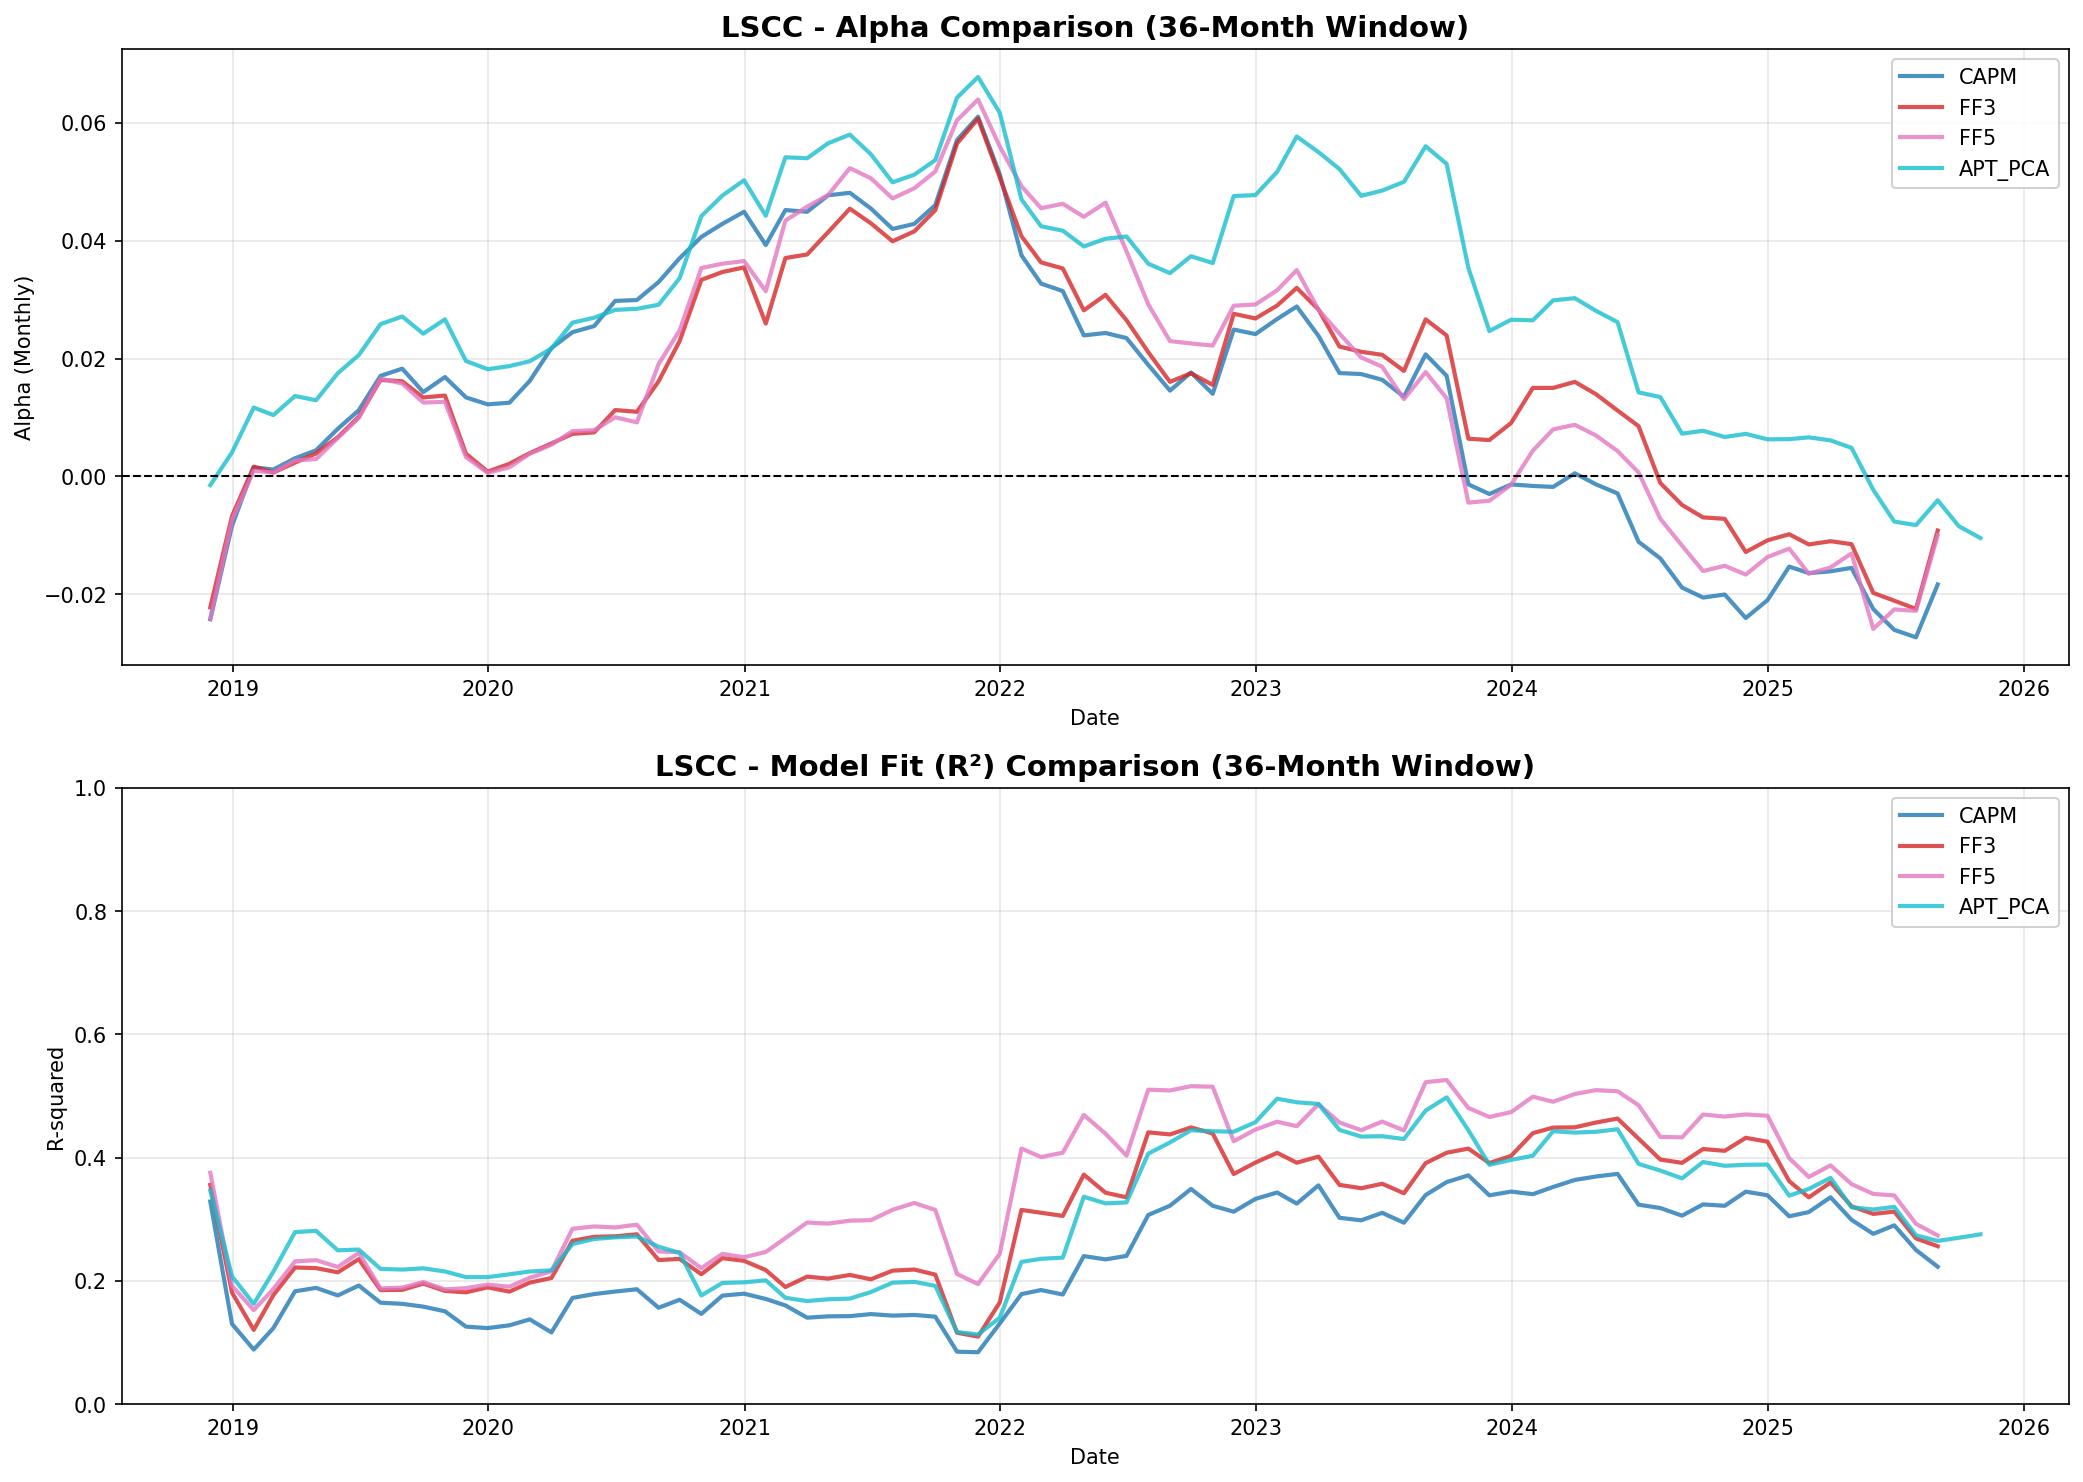 LSCC - Alpha Comparison (36-Month Window)
CAPM
FF3
FF5
APT_PCA
Alpha (Monthly)
0.06
0.04
0.02
0.00
−0.02
2019 2020 2021 2022 2023 2024 2025 2026
Date
LSCC - Model Fit (R²) Comparison (36-Month Window)
CAPM
FF3
FF5
APT_PCA
R-squared
1.0
0.8
0.6
0.4
0.2
0.0
2019 2020 2021 2022 2023 2024 2025 2026
Date